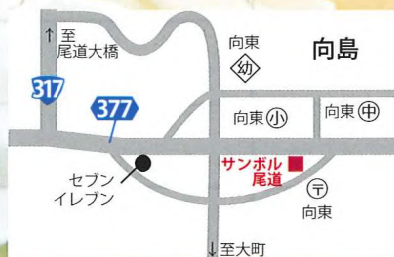 ↑至
尾道大橋
向東
幼
向島
317
377
向東小
向東中
サンボル
尾道
セブン
イレブン
〒
向東
↓至大町